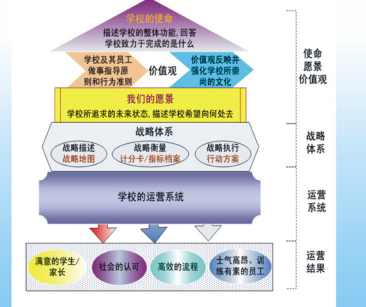 学校的使命
描述学校的整体功能,回答
学校致力于完成的是什么
学校及其员工
做事指导原
则和行为准则
价值观
价值观反映并
强化学校所崇
尚的文化
我们的愿景
学校所追求的未来状态,描述学校希望向何处去
战略体系
战略描述
战略地图
战略衡量
计分卡/指标档案
战略执行
行动方案
学校的运营系统
满意的学生/
家长
社会的认可
高效的流程
士气高昂、训
练有素的员工
使命
愿景
价值观
战略
体系
运营
系统
运营
结果